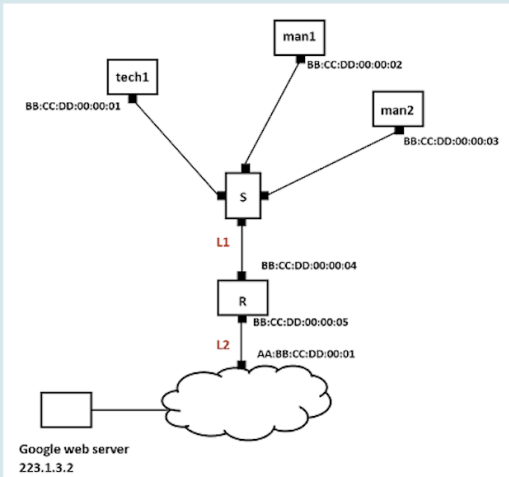 man1
BB:CC:DD:00:00:02
tech1
BB:CC:DD:00:00:01
man2
BB:CC:DD:00:00:03
S
L1
BB:CC:DD:00:00:04
R
BB:CC:DD:00:00:05
L2
AA:BB:CC:DD:00:01
Google web server
223.1.3.2